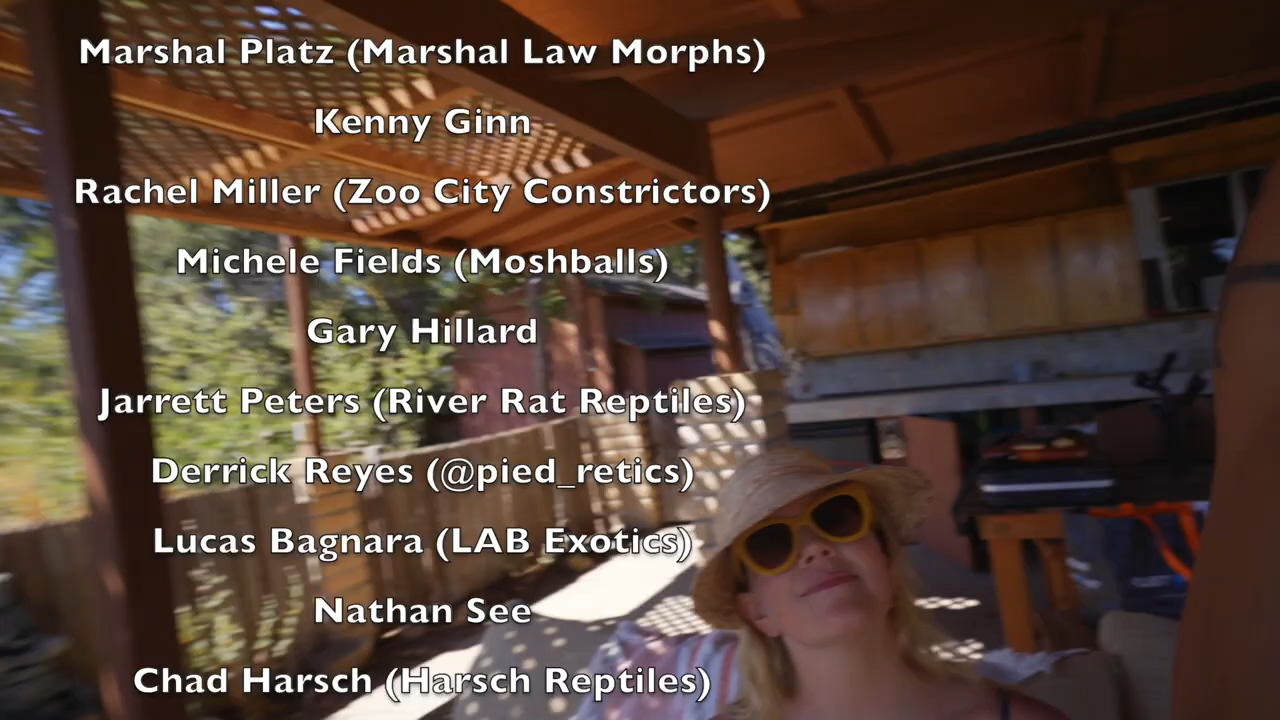 Marshal Platz (Marshal Law Morphs)
Kenny Ginn
Rachel Miller (Zoo City Constrictors)
Michele Fields (Moshballs)
Gary Hillard
Jarrett Peters (River Rat Reptiles)
Derrick Reyes (@pied_retics)
Lucas Bagnara (LAB Exotics)
Nathan See
Chad Harsch (Harsch Reptiles)